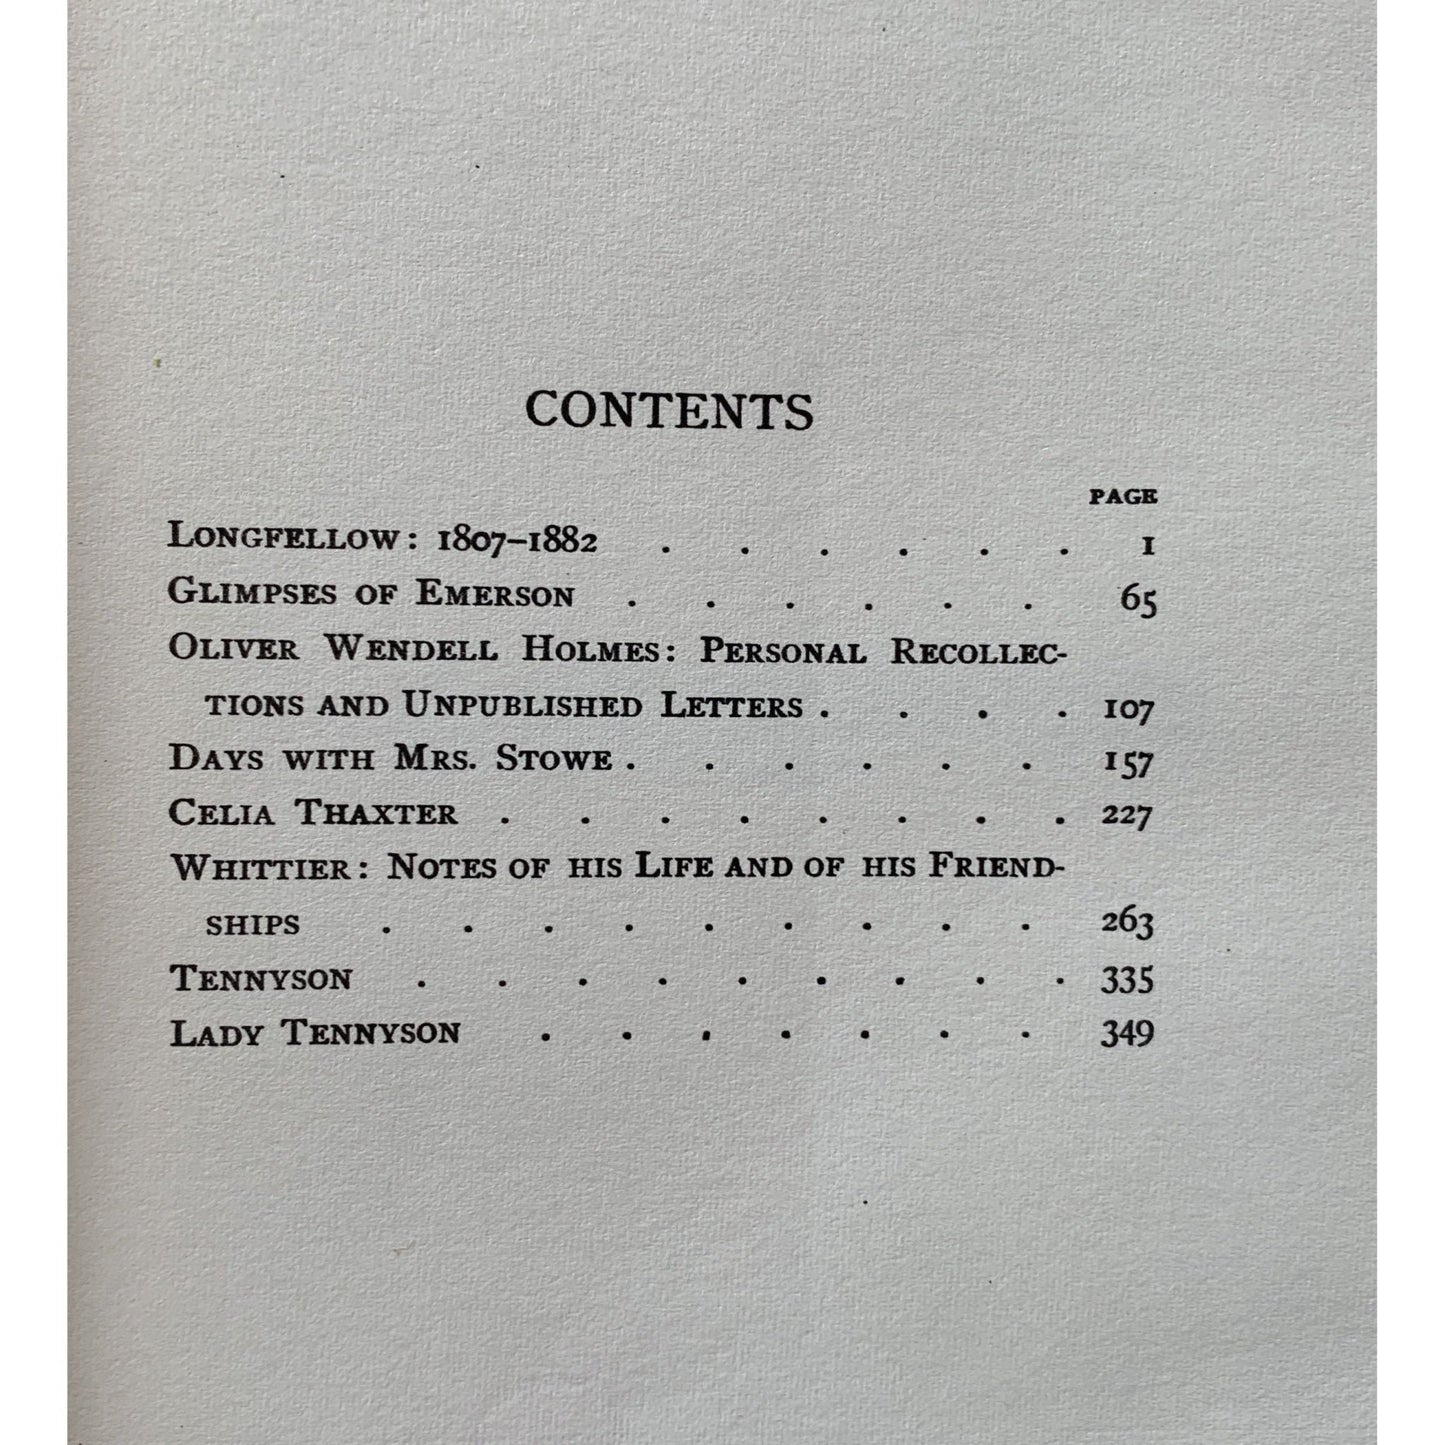 CONTENTS
PAGE
LONGFELLOW: 1807–1882 . . . . . . 1
GLIMPSES OF EMERSON . . . . . . 65
OLIVER WENDELL HOLMES: PERSONAL RECOLLEC-
TIONS AND UNPUBLISHED LETTERS . . . . 107
DAYS WITH MRS. STOWE . . . . . . 157
CELIA THAXTER . . . . . . . . 227
WHITTIER: NOTES OF HIS LIFE AND OF HIS FRIEND-
SHIPS . . . . . . . . . 263
TENNYSON . . . . . . . . . 335
LADY TENNYSON . . . . . . . 349